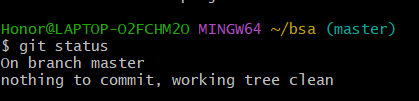 Honor@LAPTOP-O2FCHM2O MINGW64 ~/bsa (master)
$ git status
On branch master
nothing to commit, working tree clean